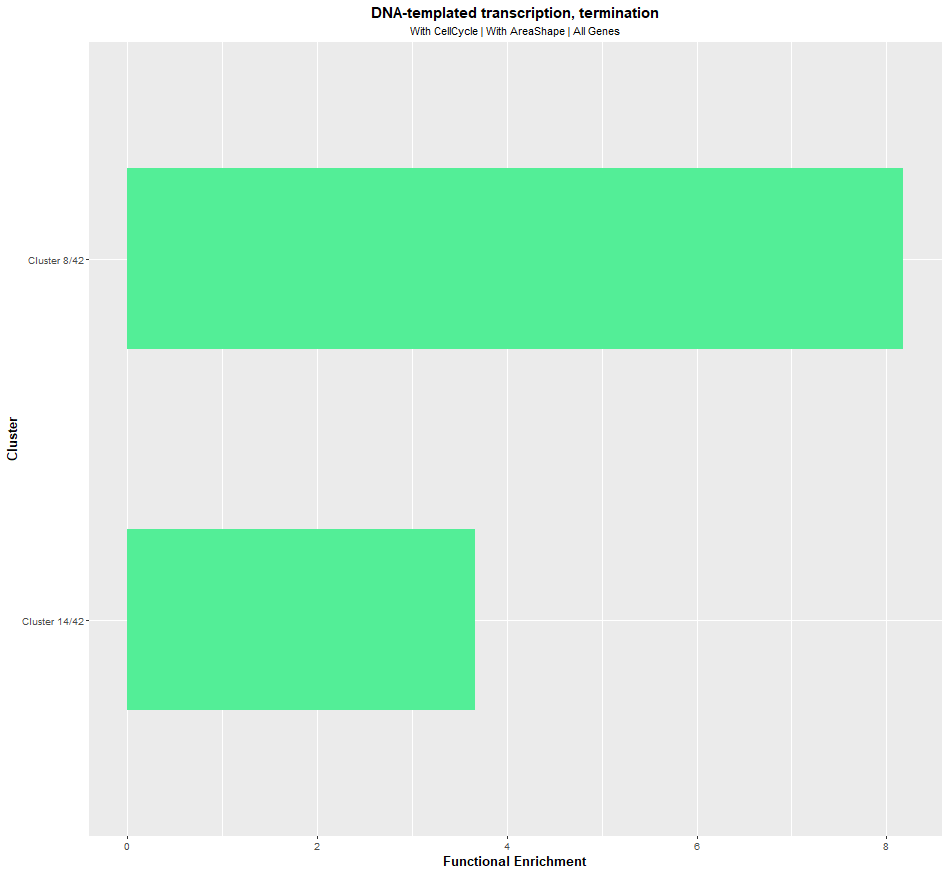 DNA-templated transcription, termination
With CellCycle | With AreaShape | All Genes
Cluster
Cluster 8/42
Cluster 14/42
0 2 4 6 8
Functional Enrichment